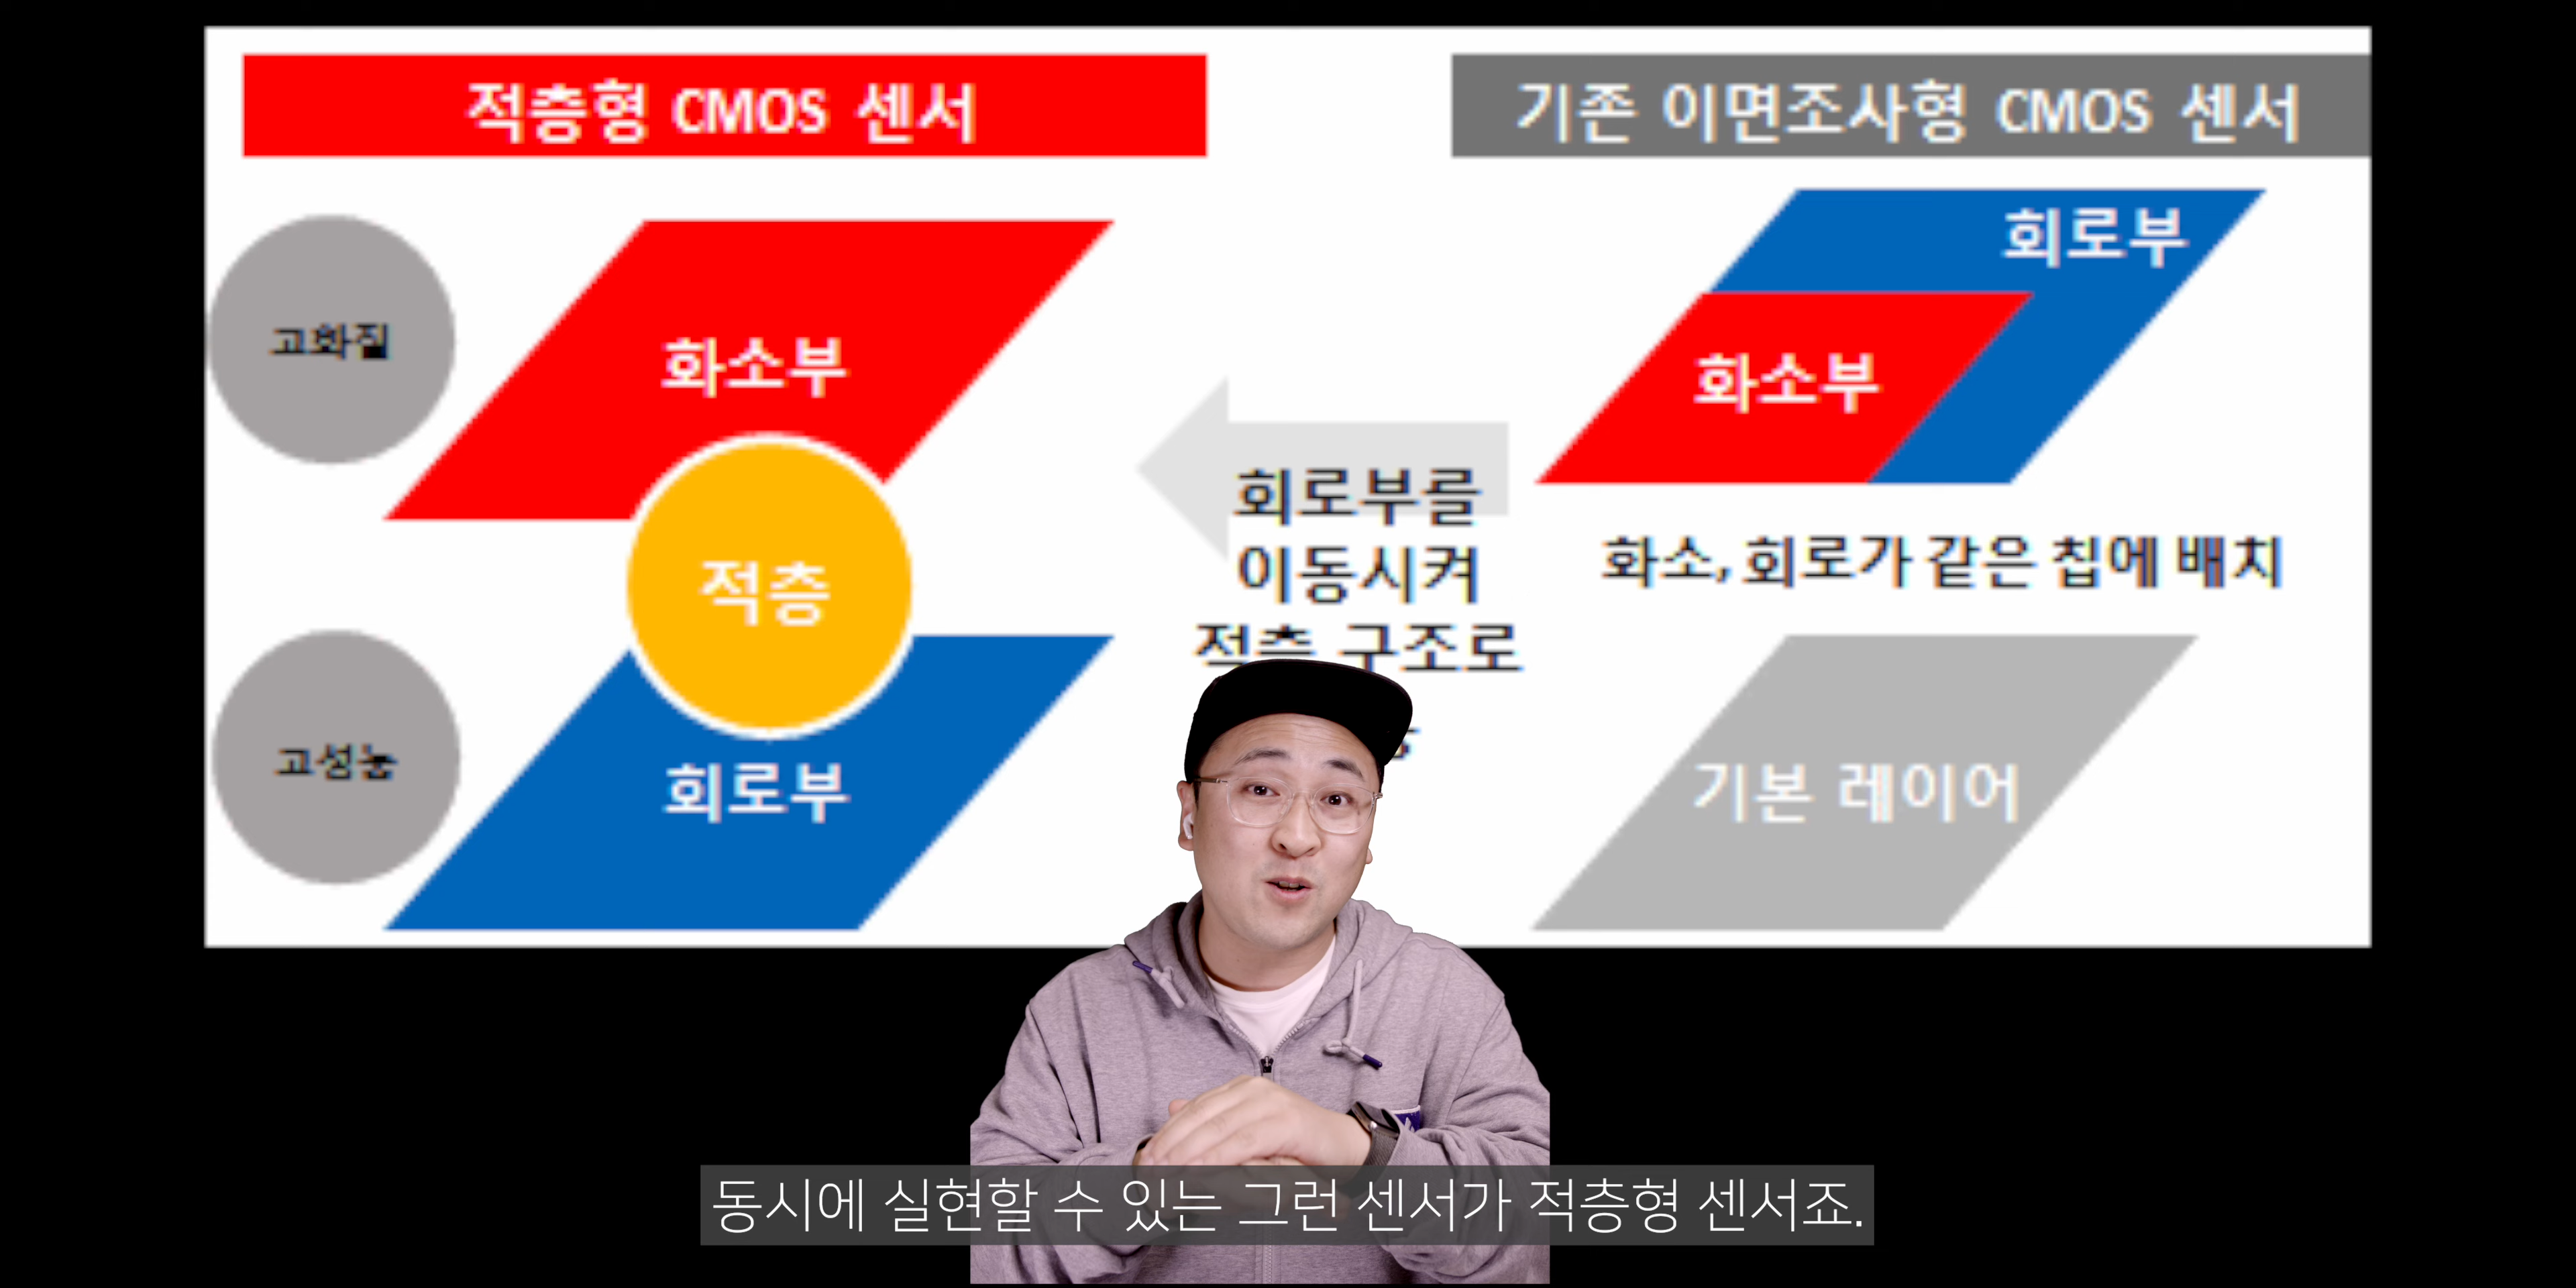 적층형 CMOS 센서
기존 이면조사형 CMOS 센서
고화질
화소부
적층
고성능
회로부
회로부를
이동시켜
적층 구조로
회로부
화소부
화소, 회로가 같은 칩에 배치
기본 레이어
동시에 실현할 수 있는 그런 센서가 적층형 센서죠.